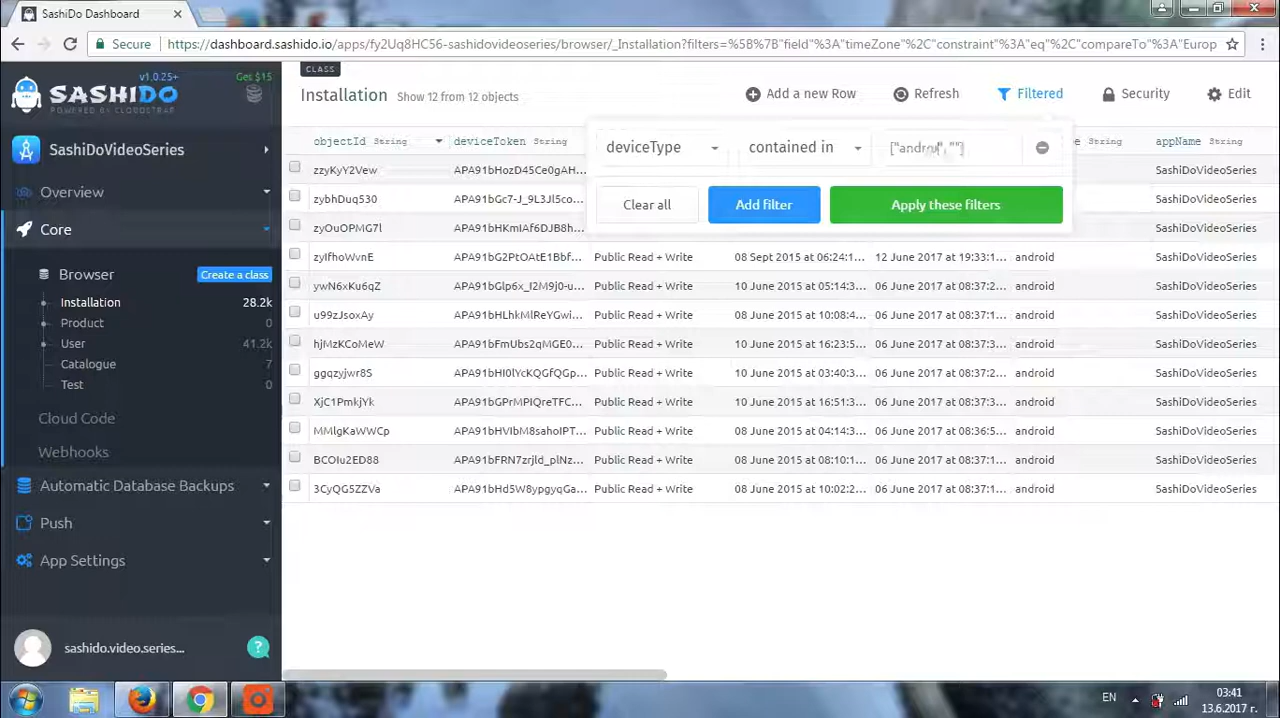 SashiDo Dashboard
Secure https://dashboard.sashido.io/apps/fy2Uq8HC56-sashidovideoseries/browser/_Installation?filters=%5B%7B"field"%3A"timeZone"%2C"constraint"%3A"eq"%2C"compareTo"%3A"Europ
v1.0.25+
Get $15
SASHIDO
CLASS
Installation Show 12 from 12 objects
Add a new Row
Refresh
Filtered
Security
Edit
objectId String
deviceToken String
String
appName String
deviceType
contained in
Clear all
Add filter
Apply these filters
zzyKyY2Vew APA91bHozD45Ce0gAH... SashiDoVideoSeries
zybhDuq530 APA91bGc7-J_9L3Jl5co... SashiDoVideoSeries
zyOuOPMG7l APA91bHKmIAf6DJB8h... SashiDoVideoSeries
zyIfhoWvnE APA91bG2PtOAtE1Bbf... Public Read + Write 08 Sept 2015 at 06:24:1... 12 June 2017 at 19:33:1... android SashiDoVideoSeries
ywN6xKu6qZ APA91bGlp6x_I2M9j0-u... Public Read + Write 10 June 2015 at 05:14:3... 06 June 2017 at 08:37:2... android SashiDoVideoSeries
u99zJsoxAy APA91bHLhkMlReYGwi... Public Read + Write 08 June 2015 at 10:08:4... 06 June 2017 at 08:37:1... android SashiDoVideoSeries
hjMzKCoMeW APA91bFmUbs2qMGE0... Public Read + Write 10 June 2015 at 16:23:5... 06 June 2017 at 08:37:3... android SashiDoVideoSeries
ggqzyjwr8S APA91bHI0lYcKQGfQGp... Public Read + Write 10 June 2015 at 03:40:3... 06 June 2017 at 08:37:2... android SashiDoVideoSeries
XjC1PmkjYk APA91bGPrMPIQreTFC... Public Read + Write 10 June 2015 at 16:51:3... 06 June 2017 at 08:37:3... android SashiDoVideoSeries
MMlgKaWWCp APA91bHVIbM8sahoIPT... Public Read + Write 08 June 2015 at 04:14:3... 06 June 2017 at 08:36:5... android SashiDoVideoSeries
BCOIu2ED88 APA91bFRN7zrjld_plNz... Public Read + Write 08 June 2015 at 08:10:1... 06 June 2017 at 08:37:1... android SashiDoVideoSeries
3CyQG5ZZVa APA91bHd5W8ypgyqGa... Public Read + Write 08 June 2015 at 10:02:2... 06 June 2017 at 08:37:1... android SashiDoVideoSeries
SashiDoVideoSeries
Overview
Core
Browser Create a class
Installation 28.2k
Product 0
User 41.2k
Catalogue 7
Test 0
Cloud Code
Webhooks
Automatic Database Backups
Push
App Settings
sashido.video.series... ?
EN
03:41
13.6.2017 г.